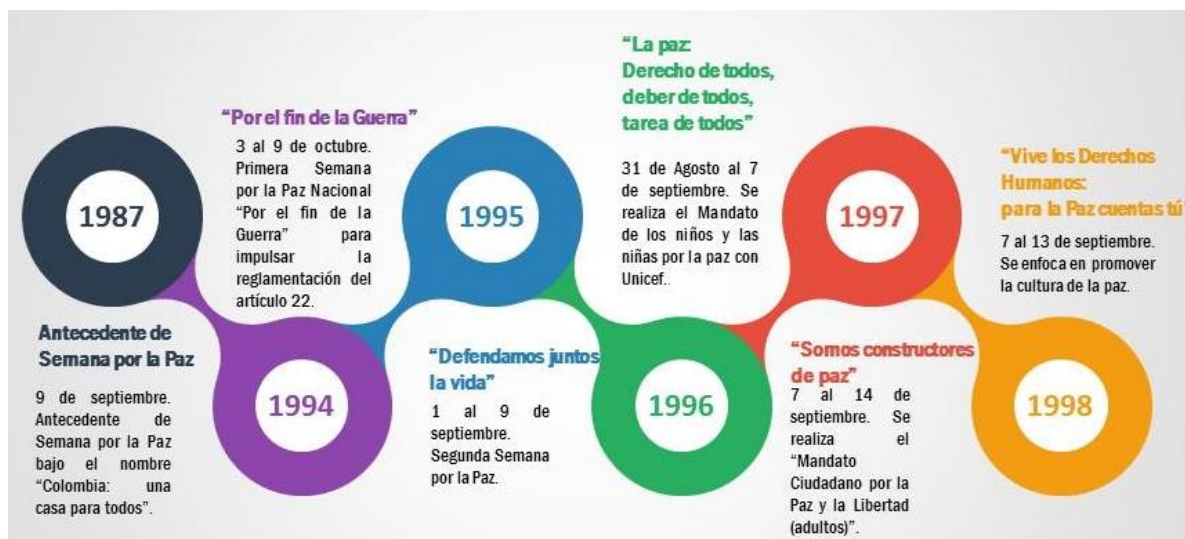 1987
Antecedente de
Semana por la Paz
9 de septiembre.
Antecedente de
Semana por la Paz
bajo el nombre
“Colombia: una
casa para todos”.
“Por el fin de la Guerra”
3 al 9 de octubre.
Primera Semana
por la Paz Nacional
“Por el fin de la
Guerra” para
impulsar la
reglamentación del
artículo 22.
1994
1995
“Defendamos juntos
la vida”
1 al 9 de
septiembre.
Segunda Semana
por la Paz.
“La paz:
Derecho de todos,
deber de todos,
tarea de todos”
31 de Agosto al 7
de septiembre. Se
realiza el Mandato
de los niños y las
niñas por la paz con
Unicef.
1996
1997
“Somos constructores
de paz”
7 al 14 de
septiembre. Se
realiza el
“Mandato
Ciudadano por la
Paz y la Libertad
(adultos)”.
“Vive los Derechos
Humanos:
para la Paz cuentas tú!
7 al 13 de septiembre.
Se enfoca en promover
la cultura de la paz.
1998